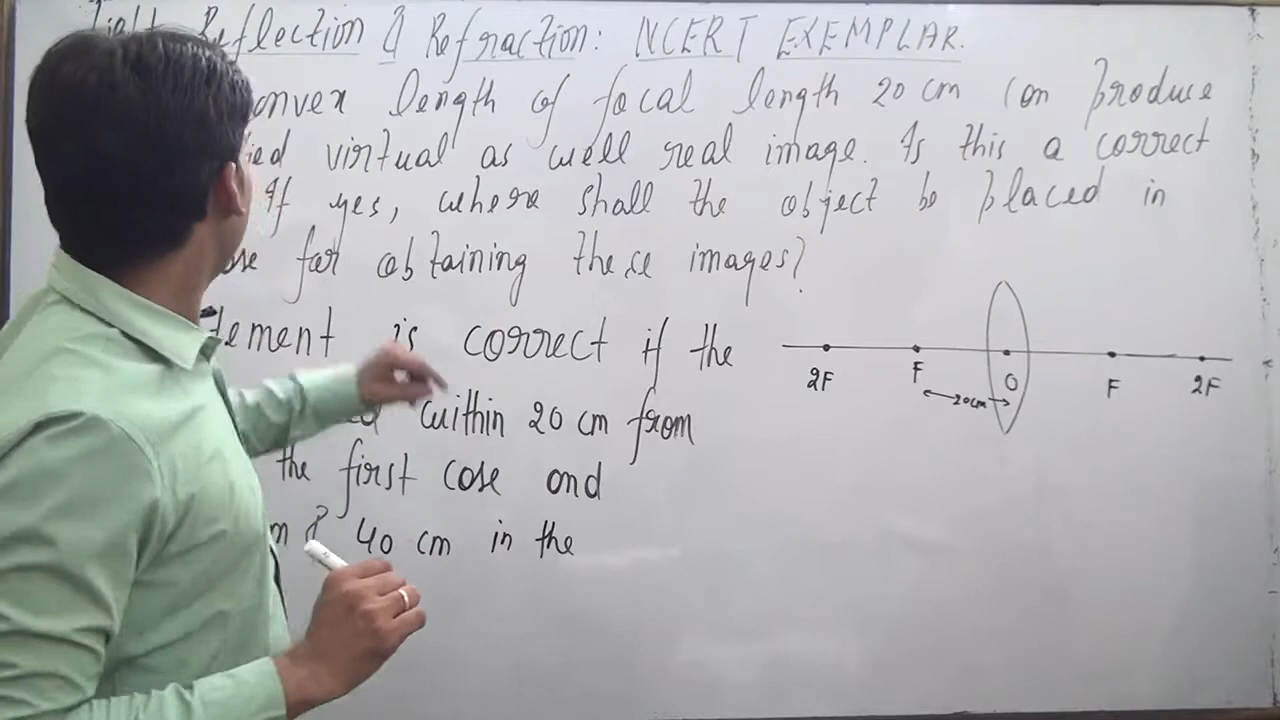 Light Reflection & Refraction: NCERT EXEMPLAR.
onvex length of focal length 20 cm can produce
ied virtual as well real image. Is this a correct
If yes, where shall the object be placed in
for obtaining these images?
tement is correct if the
within 20 cm from
the first case and
& 40 cm in the
2F F O F 2F
20cm